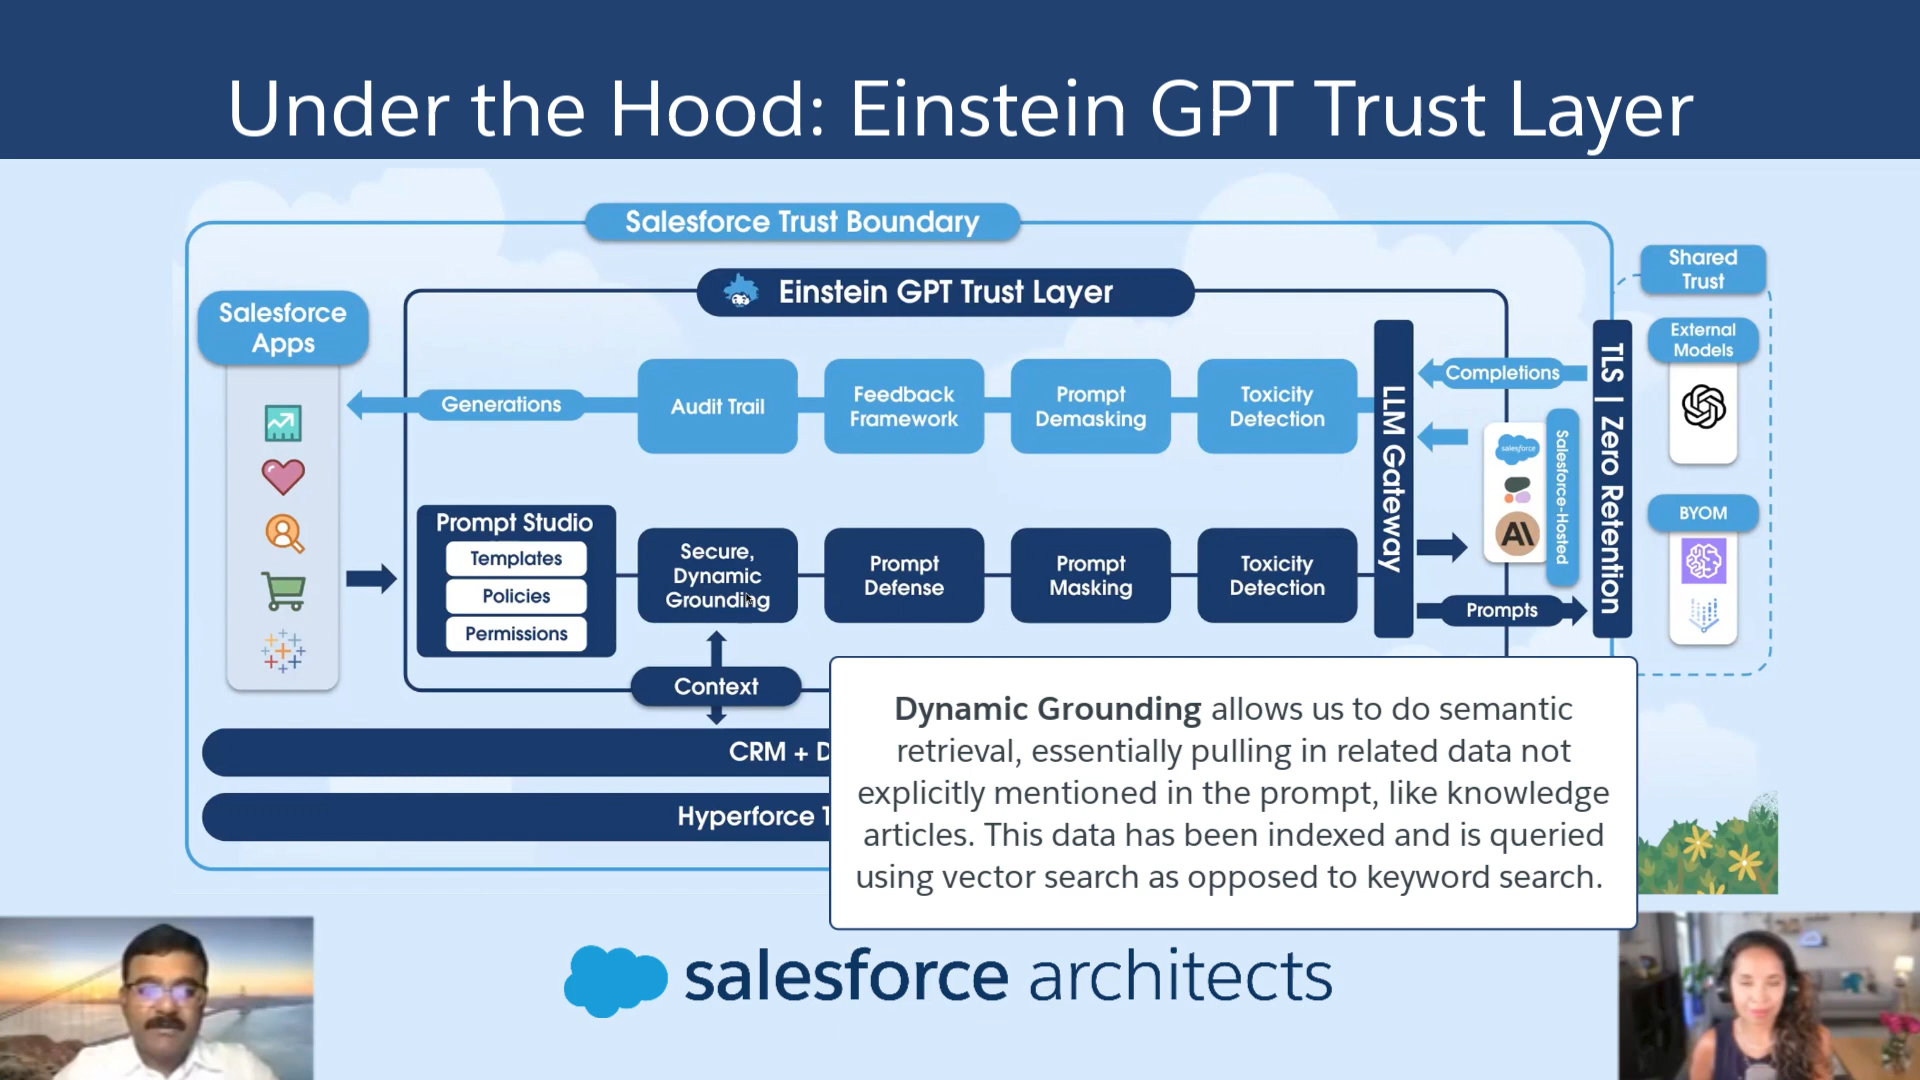 Under the Hood: Einstein GPT Trust Layer
Salesforce Trust Boundary
Einstein GPT Trust Layer
Shared
Trust
Salesforce
Apps
External
Models
Generations
Audit Trail
Feedback
Framework
Prompt
Demasking
Toxicity
Detection
LLM Gateway
Completions
TLS | Zero Retention
salesforce
Salesforce-Hosted
AI
BYOM
Prompt Studio
Templates
Policies
Permissions
Secure,
Dynamic
Grounding
Prompt
Defense
Prompt
Masking
Toxicity
Detection
Prompts
Context
CRM + D
Hyperforce
Dynamic Grounding allows us to do semantic
retrieval, essentially pulling in related data not
explicitly mentioned in the prompt, like knowledge
articles. This data has been indexed and is queried
using vector search as opposed to keyword search.
salesforce architects